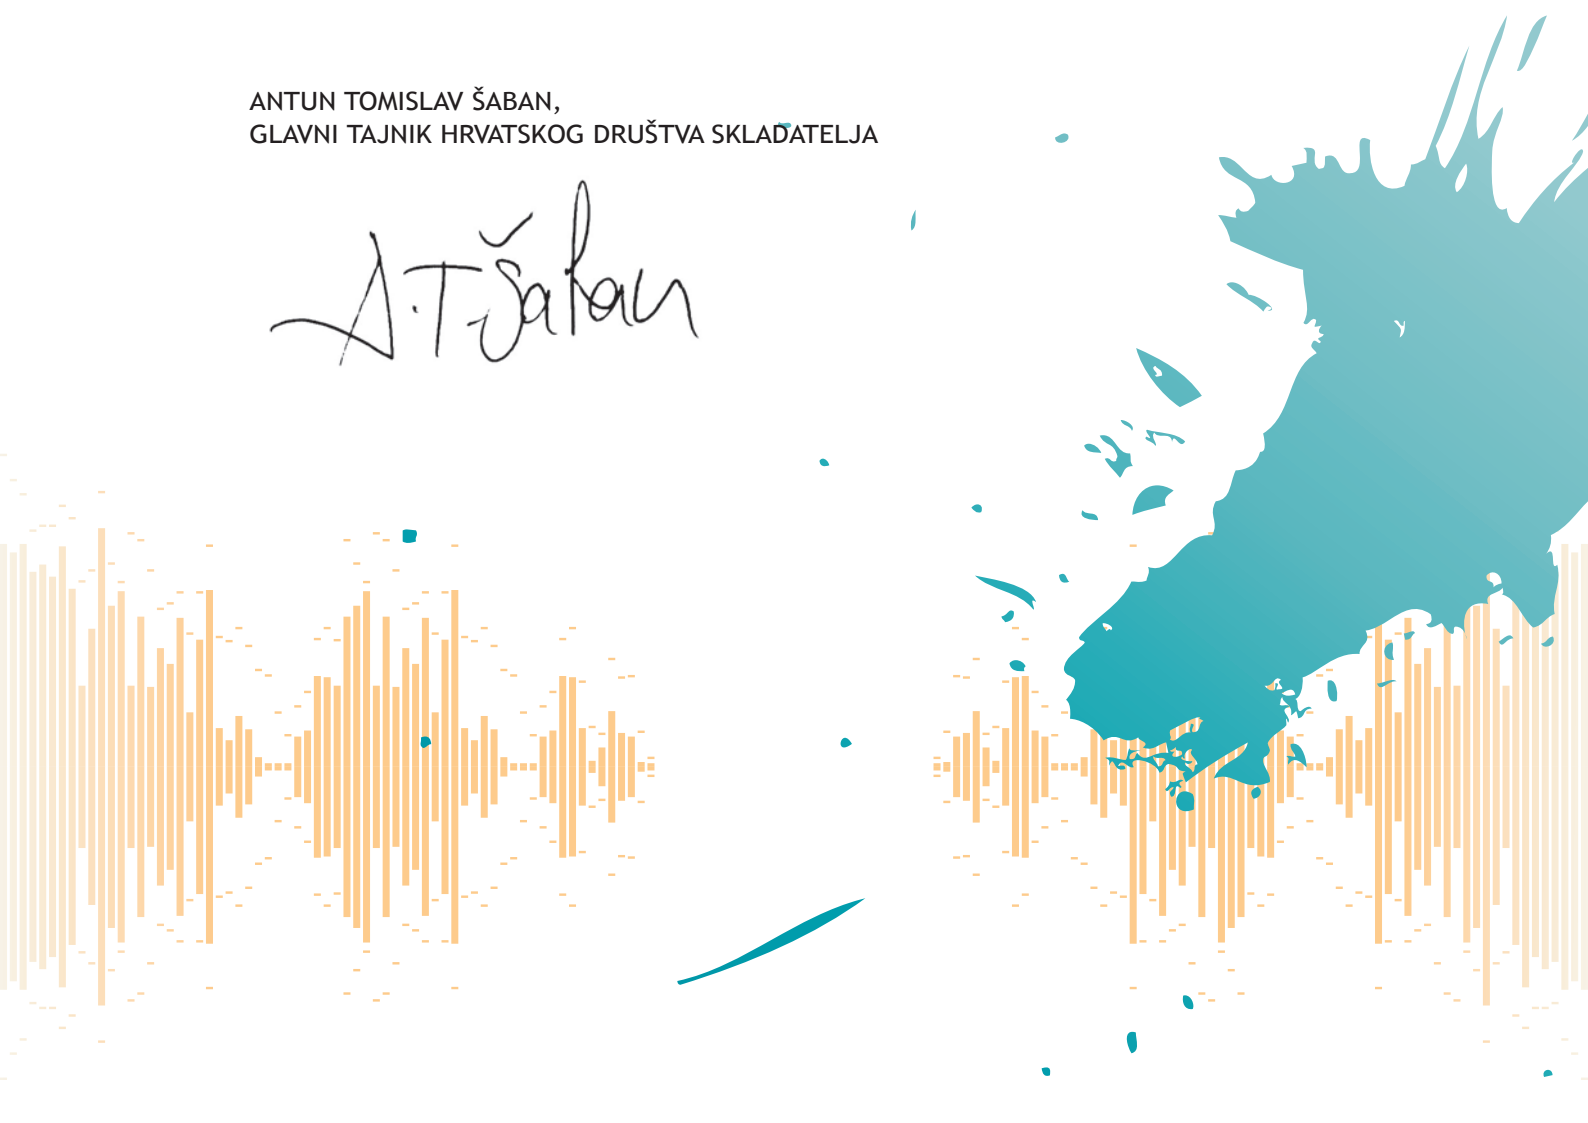 ANTUN TOMISLAV ŠABAN,
GLAVNI TAJNIK HRVATSKOG DRUŠTVA SKLADATELJA
A.T.Šaban